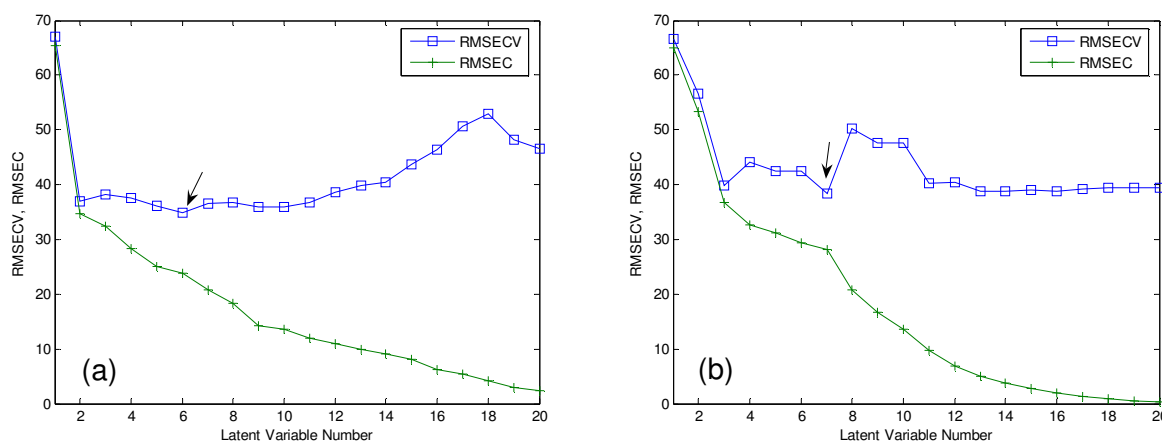 70
60
50
40
30
20
10
0
RMSECV, RMSEC
RMSECV
RMSEC
(a)
2 4 6 8 10 12 14 16 18 20
Latent Variable Number
70
60
50
40
30
20
10
0
RMSECV, RMSEC
RMSECV
RMSEC
(b)
2 4 6 8 10 12 14 16 18 20
Latent Variable Number